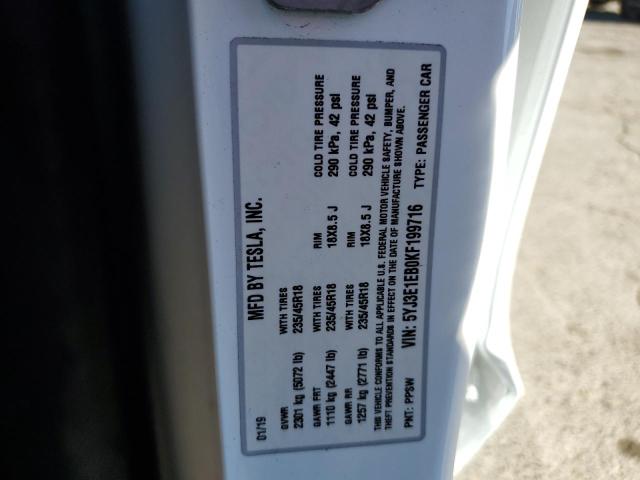 MFD BY TESLA, INC.
01/19
GVWR WITH TIRES RIM COLD TIRE PRESSURE
2301 kg (5072 lb) 235/45R18 18X8.5 J 290 kPa, 42 psi
GAWR FRT
1110 kg (2447 lb) 235/45R18
GAWR RR WITH TIRES RIM COLD TIRE PRESSURE
1257 kg (2771 lb) 235/45R18 18X8.5 J 290 kPa, 42 psi
THIS VEHICLE CONFORMS TO ALL APPLICABLE U.S. FEDERAL MOTOR VEHICLE SAFETY, BUMPER, AND
THEFT PREVENTION STANDARDS IN EFFECT ON THE DATE OF MANUFACTURE SHOWN ABOVE.
PNT: PPSW VIN: 5YJ3E1EB0KF199716 TYPE: PASSENGER CAR